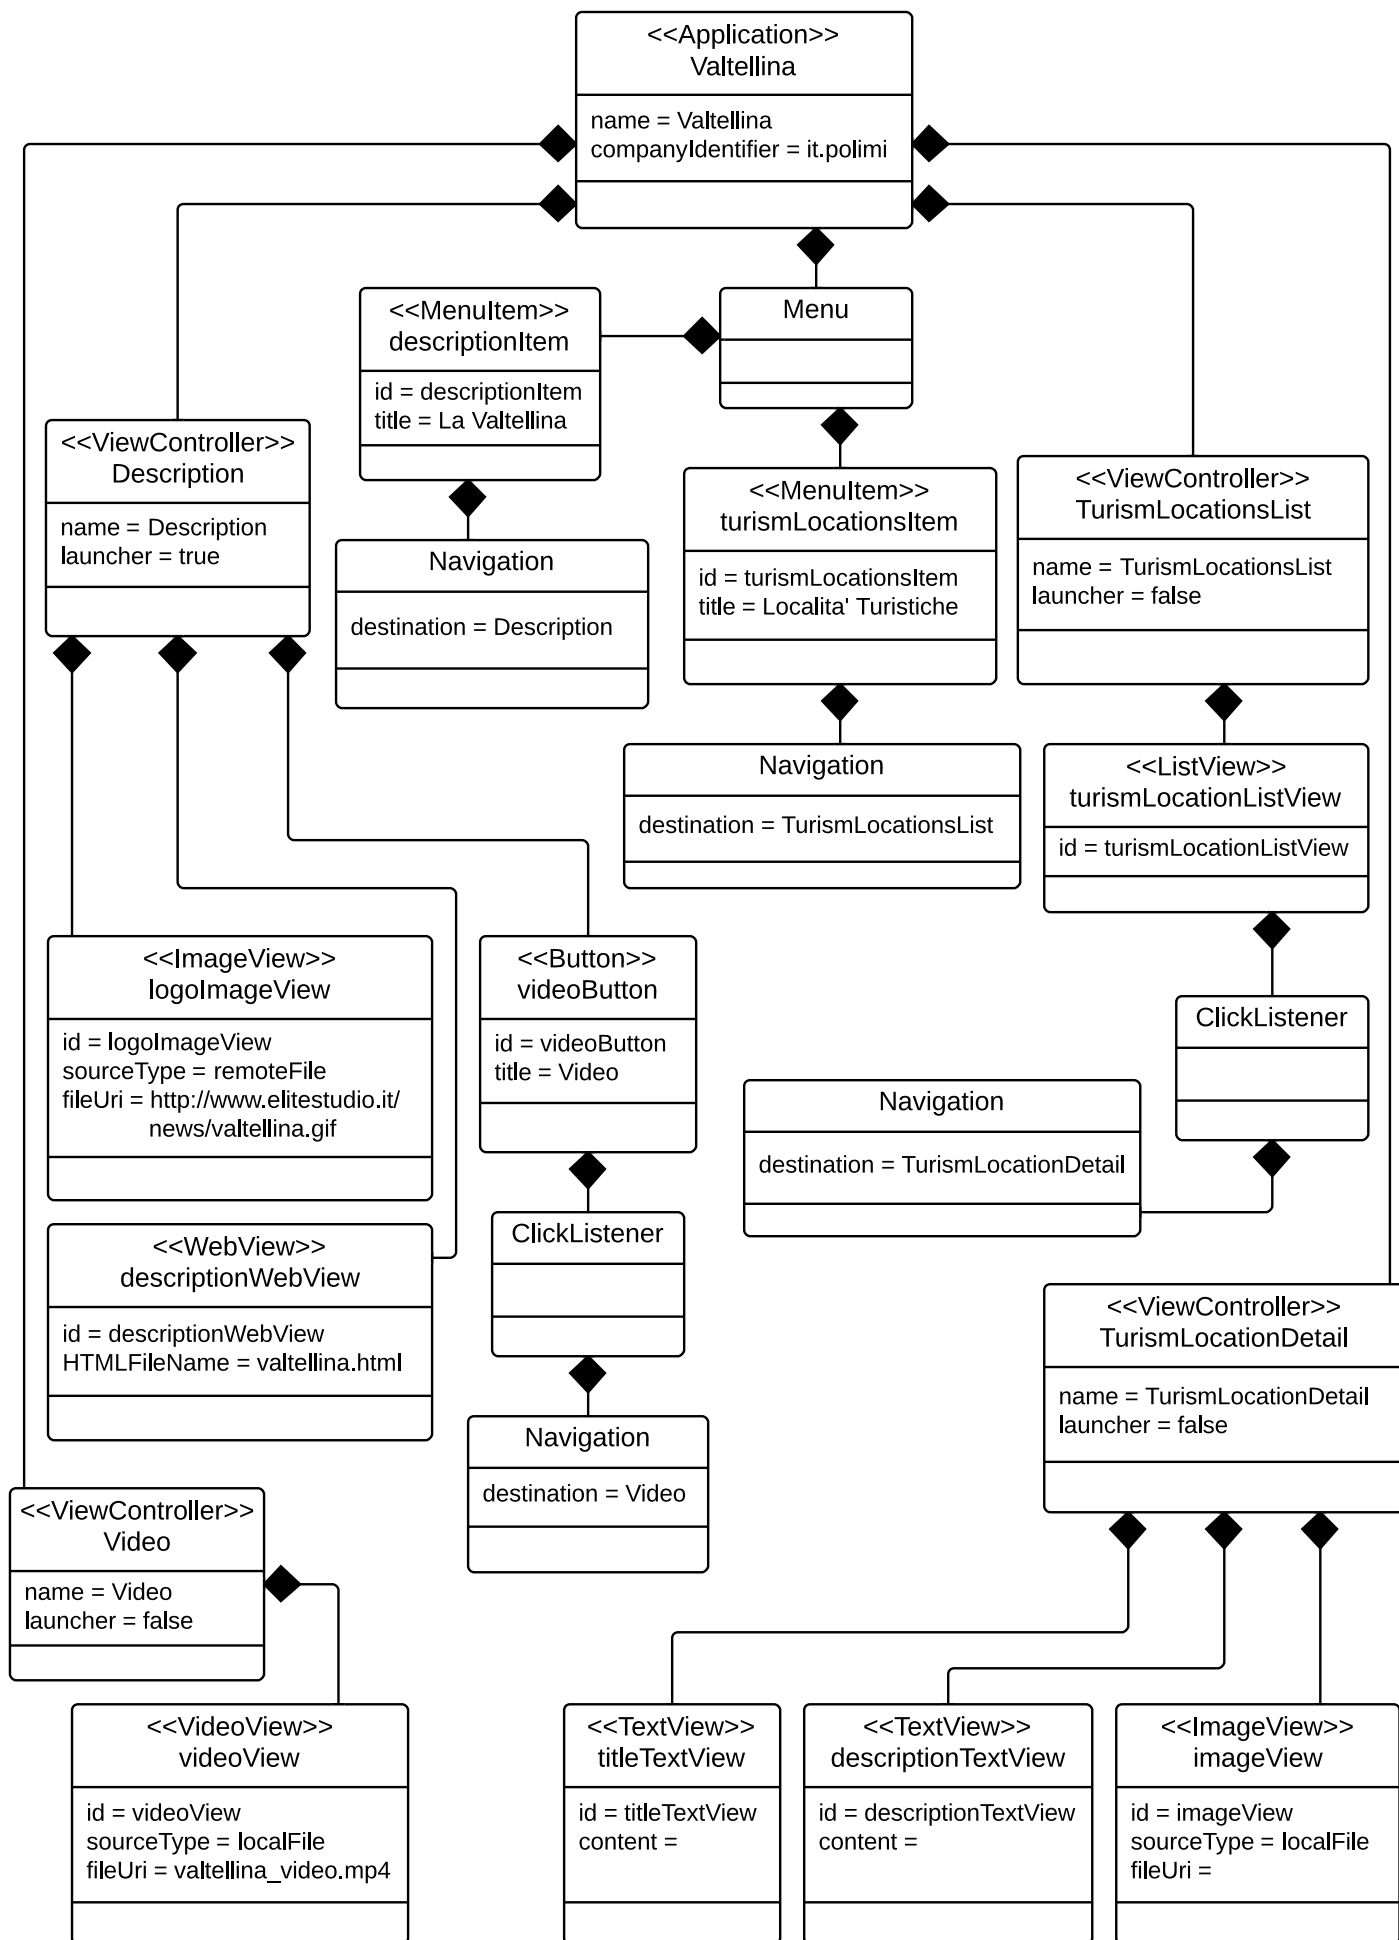 <<Application>>
Valtellina
name = Valtellina
companyIdentifier = it.polimi
<<MenuItem>>
descriptionItem
id = descriptionItem
title = La Valtellina
Menu
<<ViewController>>
Description
name = Description
launcher = true
Navigation
destination = Description
<<MenuItem>>
turismLocationsItem
id = turismLocationsItem
title = Localita' Turistiche
<<ViewController>>
TurismLocationsList
name = TurismLocationsList
launcher = false
Navigation
destination = TurismLocationsList
<<ListView>>
turismLocationListView
id = turismLocationListView
<<ImageView>>
logoImageView
id = logoImageView
sourceType = remoteFile
fileUri = http://www.elitestudio.it/
news/valtellina.gif
<<Button>>
videoButton
id = videoButton
title = Video
ClickListener
Navigation
destination = TurismLocationDetail
<<WebView>>
descriptionWebView
id = descriptionWebView
HTMLFileName = valtellina.html
ClickListener
<<ViewController>>
TurismLocationDetail
name = TurismLocationDetail
launcher = false
Navigation
destination = Video
<<ViewController>>
Video
name = Video
launcher = false
<<VideoView>>
videoView
id = videoView
sourceType = localFile
fileUri = valtellina_video.mp4
<<TextView>>
titleTextView
id = titleTextView
content =
<<TextView>>
descriptionTextView
id = descriptionTextView
content =
<<ImageView>>
imageView
id = imageView
sourceType = localFile
fileUri =